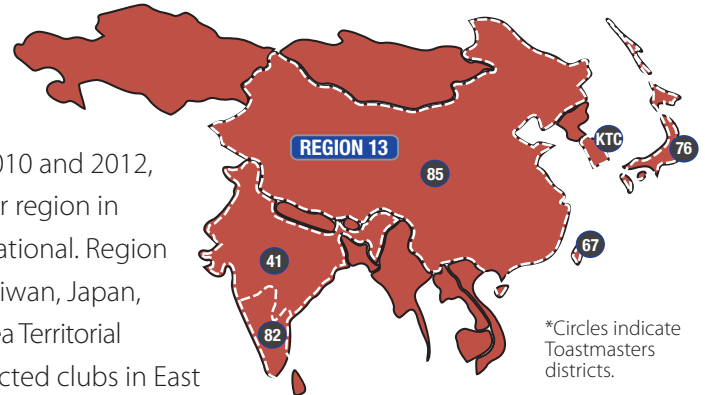 010 and 2012,
r region in
ational. Region
iwan, Japan,
a Territorial
cted clubs in East
REGION 13
85
KTC
76
67
41
82
*Circles indicate
Toastmasters
districts.